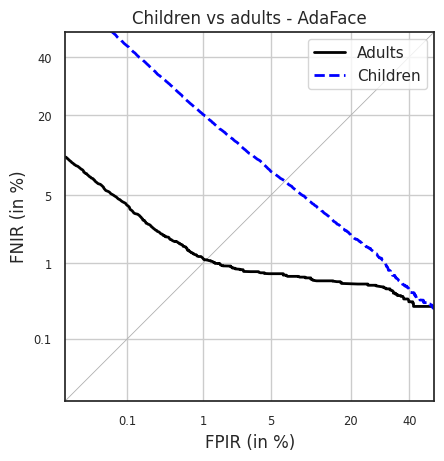 Children vs adults - AdaFace
Adults
Children
FNIR (in %)
40
20
5
1
0.1
0.1 1 5 20 40
FPIR (in %)